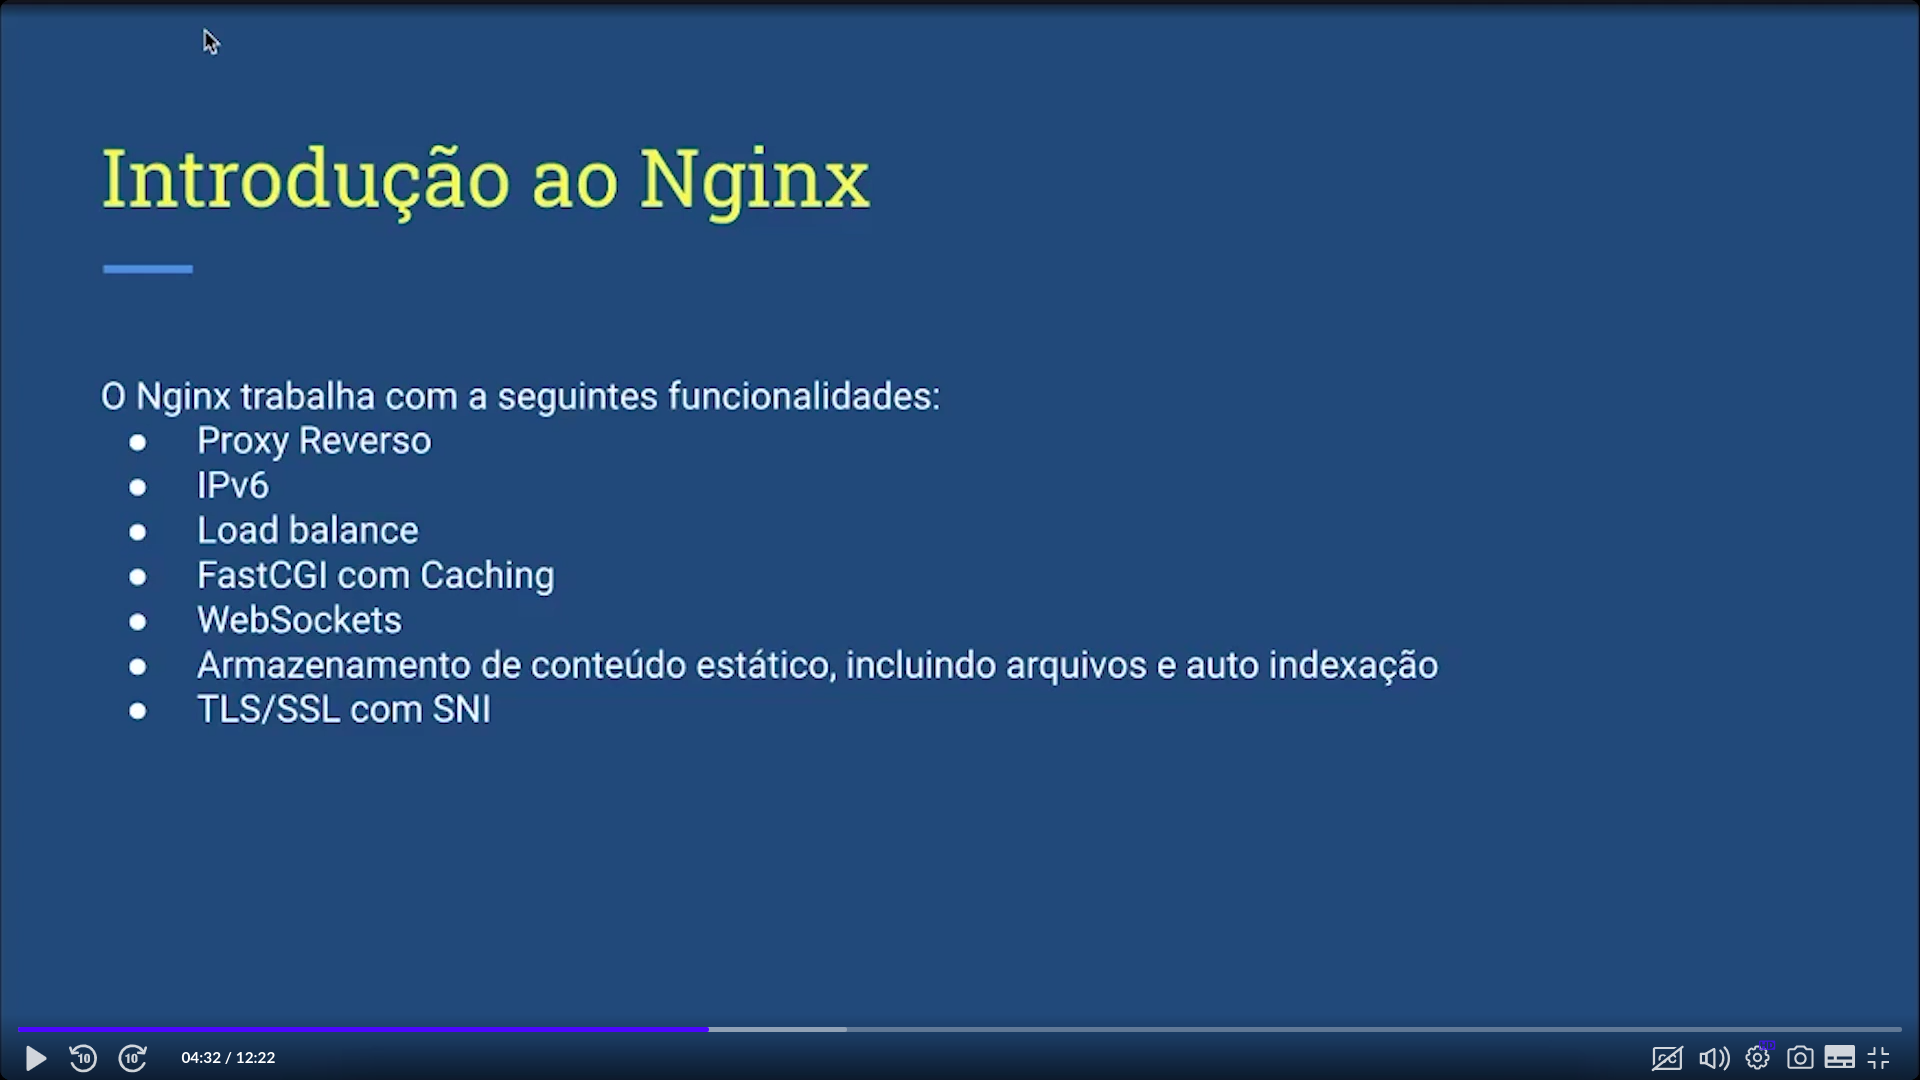 Introdução ao Nginx
O Nginx trabalha com a seguintes funcionalidades:
● Proxy Reverso
● IPv6
● Load balance
● FastCGI com Caching
● WebSockets
● Armazenamento de conteúdo estático, incluindo arquivos e auto indexação
● TLS/SSL com SNI
10 10 04:32 / 12:22 CC